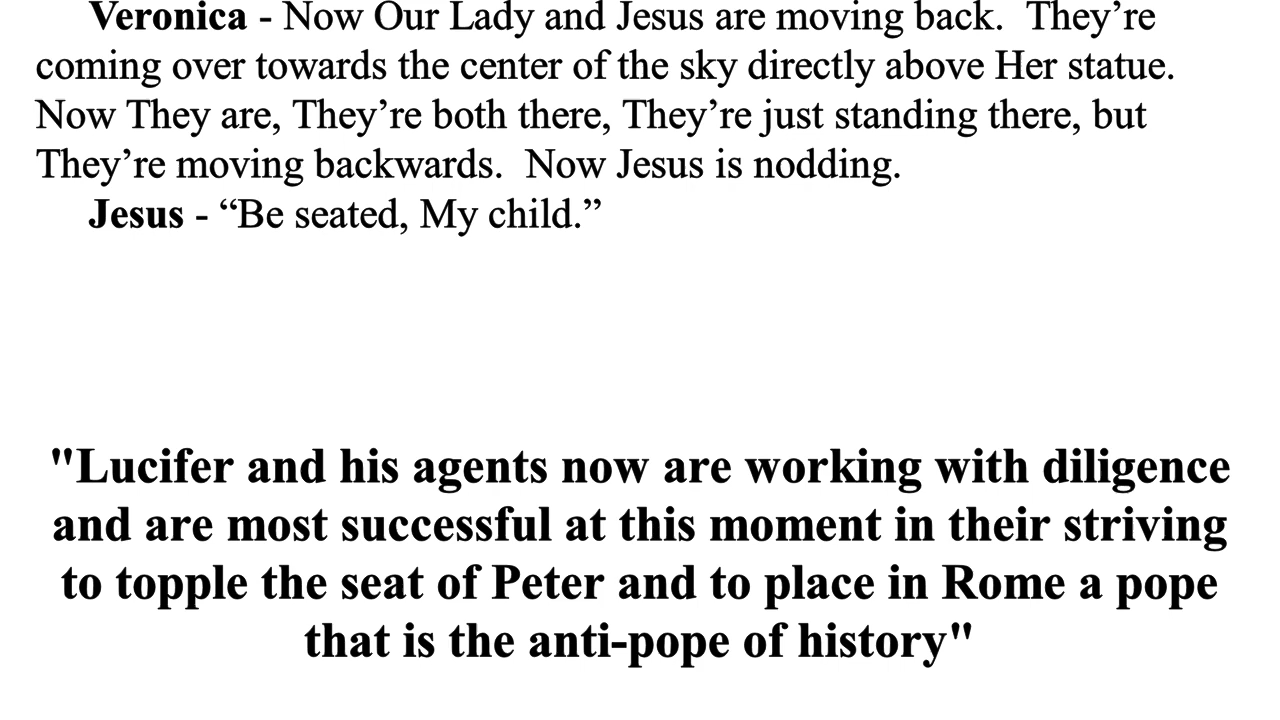 Veronica - Now Our Lady and Jesus are moving back.  They’re
coming over towards the center of the sky directly above Her statue.
Now They are, They’re both there, They’re just standing there, but
They’re moving backwards.  Now Jesus is nodding.
Jesus - “Be seated, My child.”
"Lucifer and his agents now are working with diligence
and are most successful at this moment in their striving
to topple the seat of Peter and to place in Rome a pope
that is the anti-pope of history"